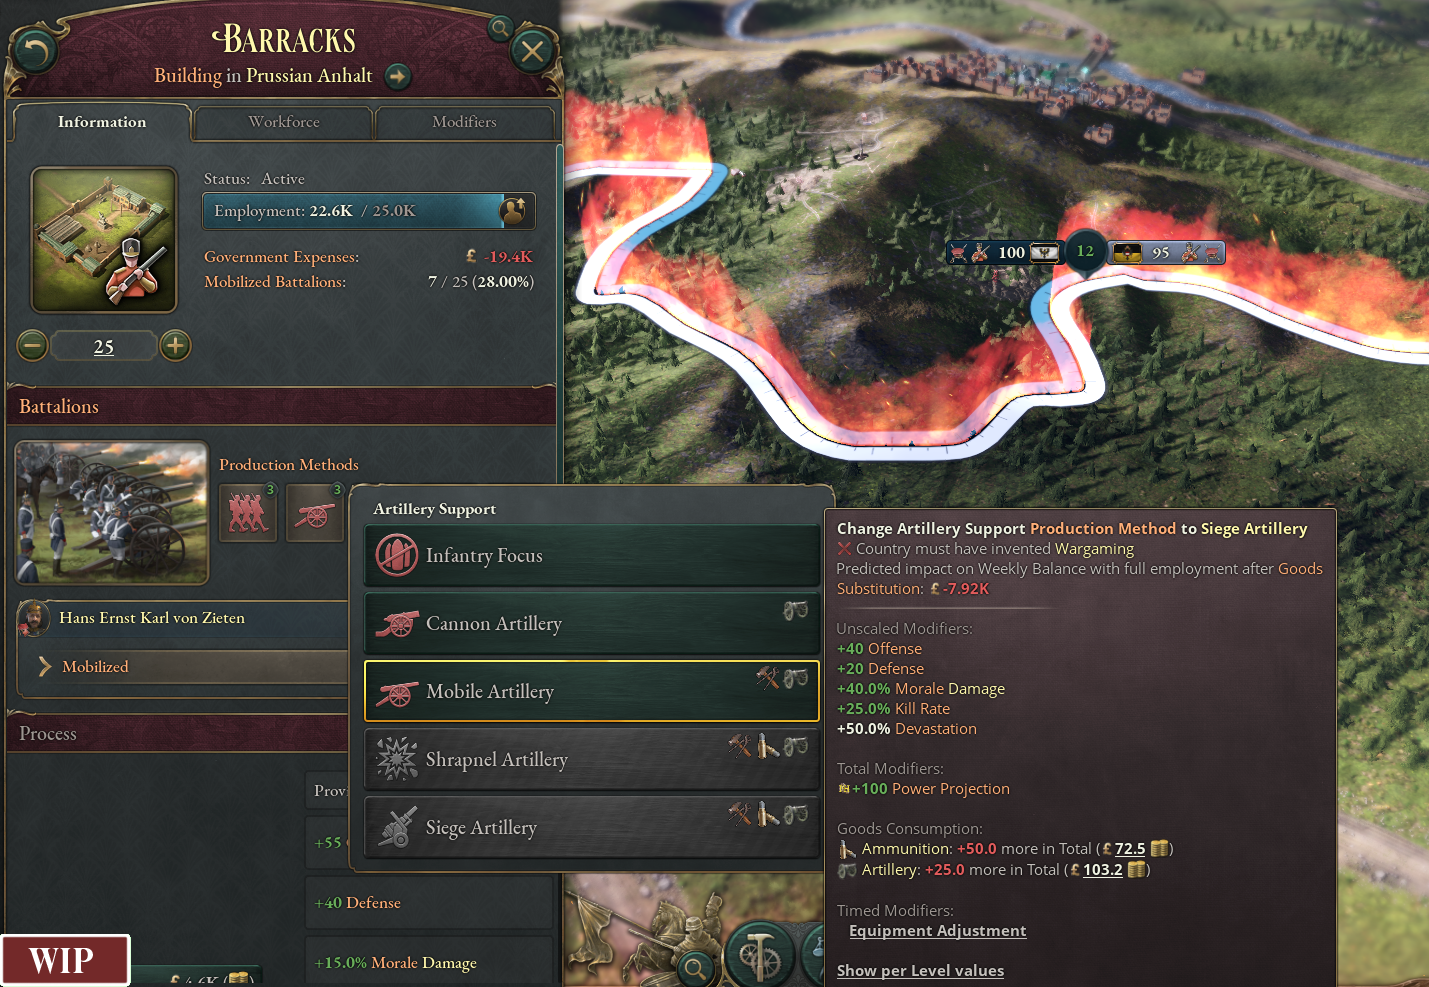 BARRACKS
Building in Prussian Anhalt
Information
Workforce
Modifiers
Status: Active
Employment: 22.6K / 25.0K
Government Expenses: £ -19.4K
Mobilized Battalions: 7 / 25 (28.00%)
25
100
12
95
Battalions
Production Methods
3
3
Hans Ernst Karl von Zieten
Mobilized
Process
+55
+40 Defense
+15.0% Morale Damage
WIP
Artillery Support
Infantry Focus
Cannon Artillery
Mobile Artillery
Shrapnel Artillery
Siege Artillery
Change Artillery Support Production Method to Siege Artillery
Country must have invented Wargaming
Predicted impact on Weekly Balance with full employment after Goods
Substitution: £ -7.92K
Unscaled Modifiers:
+40 Offense
+20 Defense
+40.0% Morale Damage
+25.0% Kill Rate
+50.0% Devastation
Total Modifiers:
+100 Power Projection
Goods Consumption:
Ammunition: +50.0 more in Total (£ 72.5 )
Artillery: +25.0 more in Total (£ 103.2 )
Timed Modifiers:
Equipment Adjustment
Show per Level values